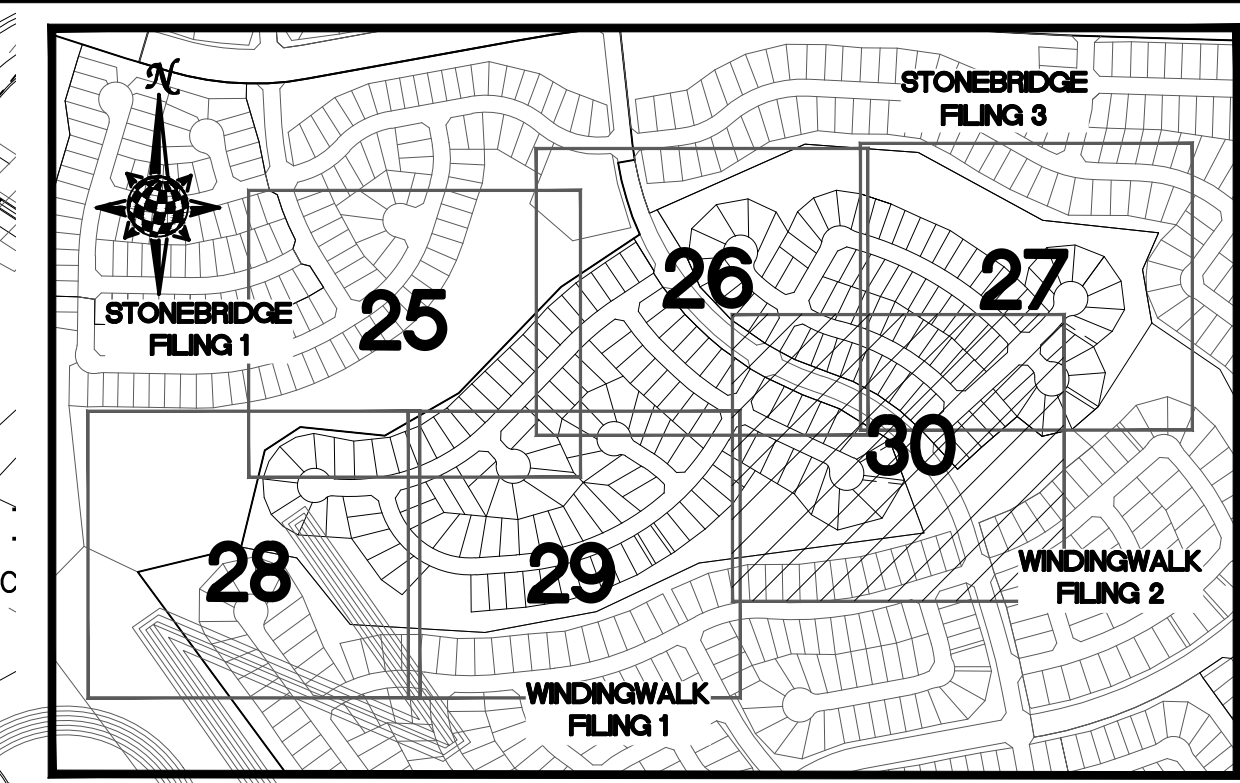 N
STONEBRIDGE
FILING 3
26
27
25
STONEBRIDGE
FILING 1
30
28
29
WINDINGWALK
FILING 2
WINDINGWALK
FILING 1